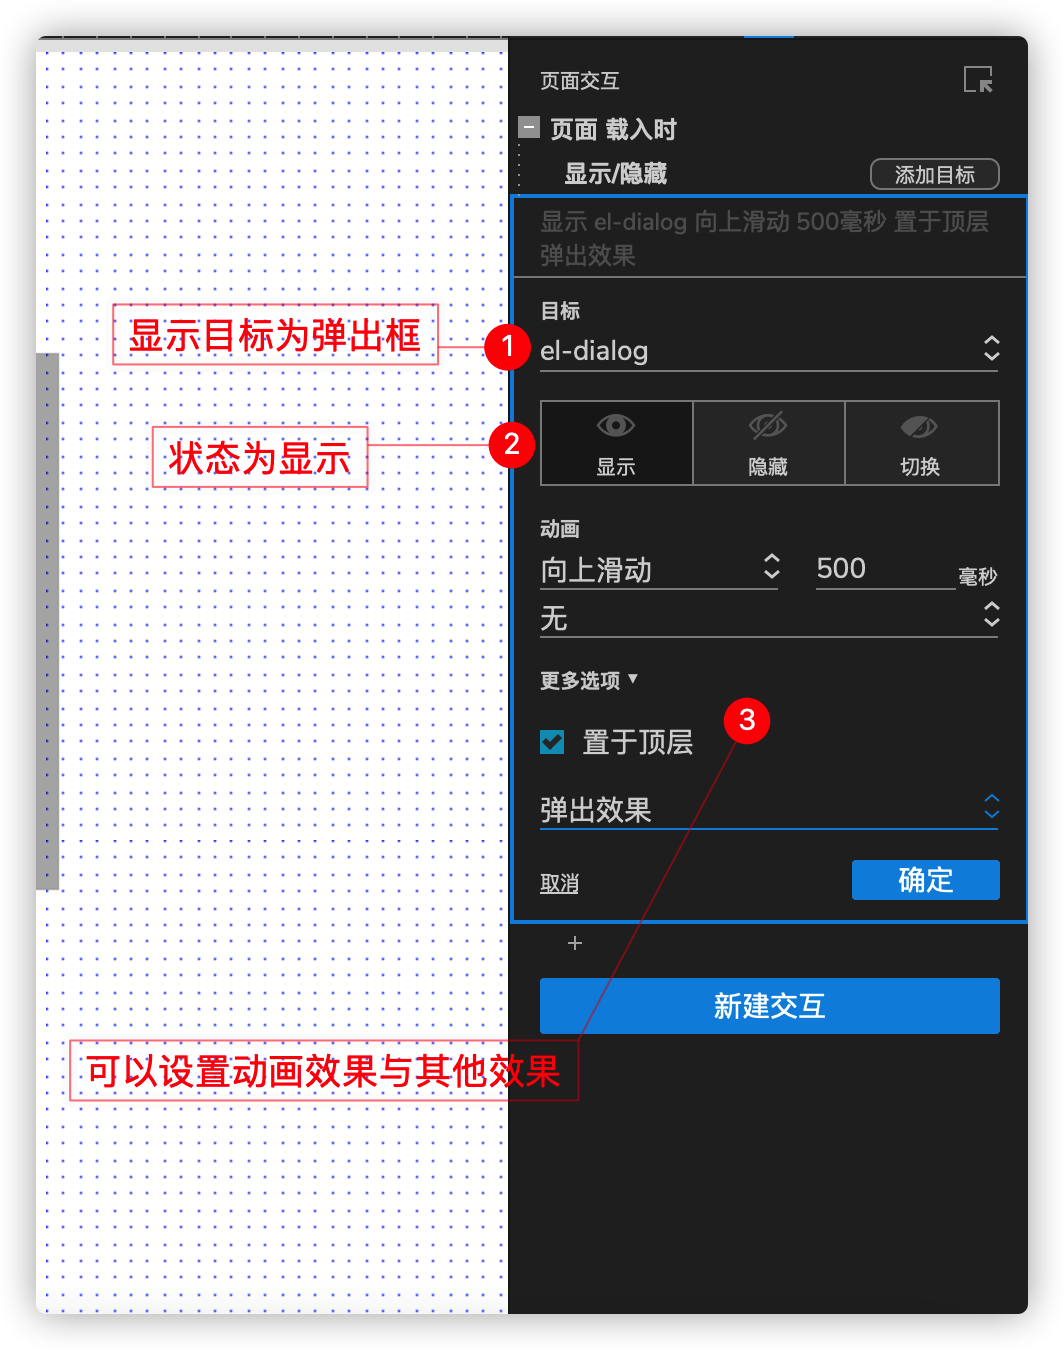 页面交互
页面 载入时
显示/隐藏 添加目标
显示 el-dialog 向上滑动 500毫秒 置于顶层
弹出效果
目标
显示目标为弹出框 1
el-dialog
状态为显示 2
显示 隐藏 切换
动画
向上滑动 500 毫秒
无
更多选项
3
置于顶层
弹出效果
取消 确定
+
新建交互
可以设置动画效果与其他效果